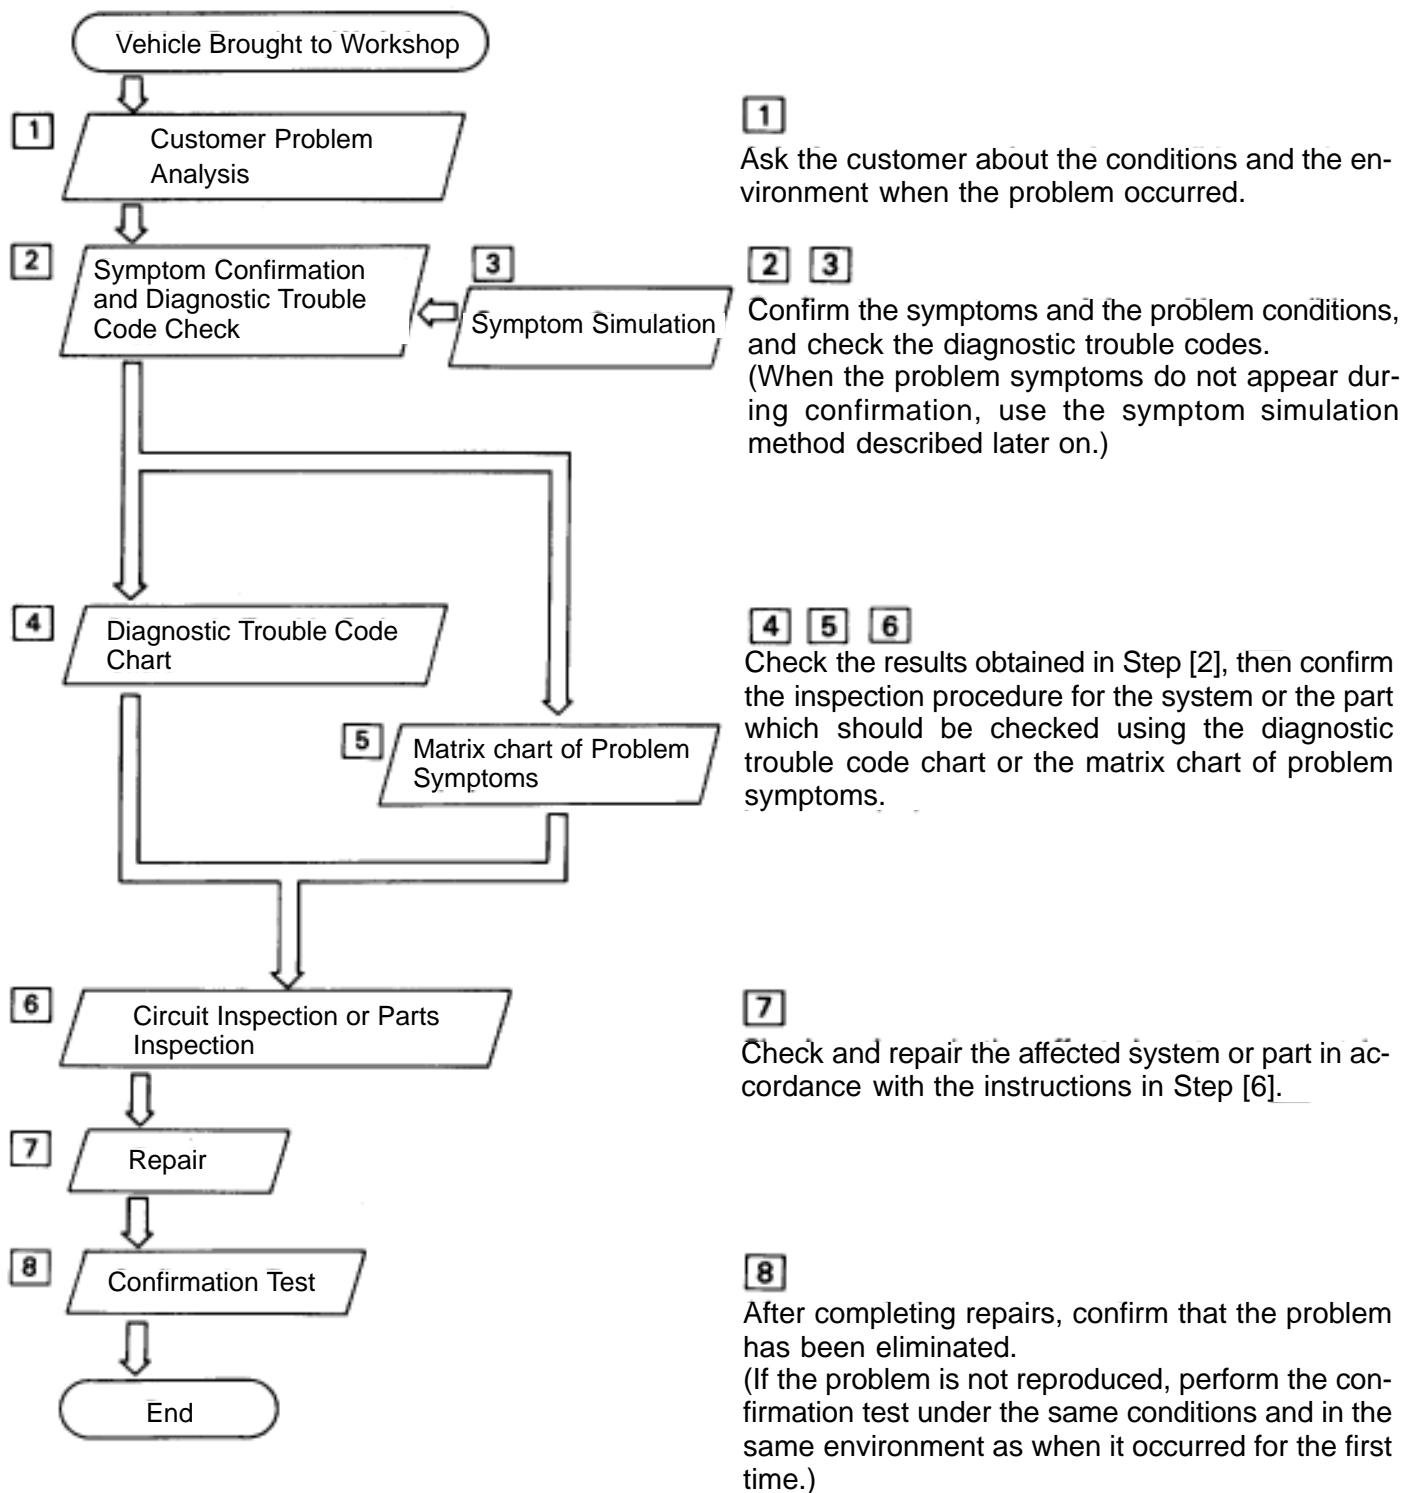 Vehicle Brought to Workshop
1
Customer Problem
Analysis
2
Symptom Confirmation
and Diagnostic Trouble
Code Check
3
Symptom Simulation
4
Diagnostic Trouble Code
Chart
5
Matrix chart of Problem
Symptoms
6
Circuit Inspection or Parts
Inspection
7
Repair
8
Confirmation Test
End
1
Ask the customer about the conditions and the en-
vironment when the problem occurred.
2 3
Confirm the symptoms and the problem conditions,
and check the diagnostic trouble codes.
(When the problem symptoms do not appear dur-
ing confirmation, use the symptom simulation
method described later on.)
4 5 6
Check the results obtained in Step [2], then confirm
the inspection procedure for the system or the part
which should be checked using the diagnostic
trouble code chart or the matrix chart of problem
symptoms.
7
Check and repair the affected system or part in ac-
cordance with the instructions in Step [6].
8
After completing repairs, confirm that the problem
has been eliminated.
(If the problem is not reproduced, perform the con-
firmation test under the same conditions and in the
same environment as when it occurred for the first
time.)